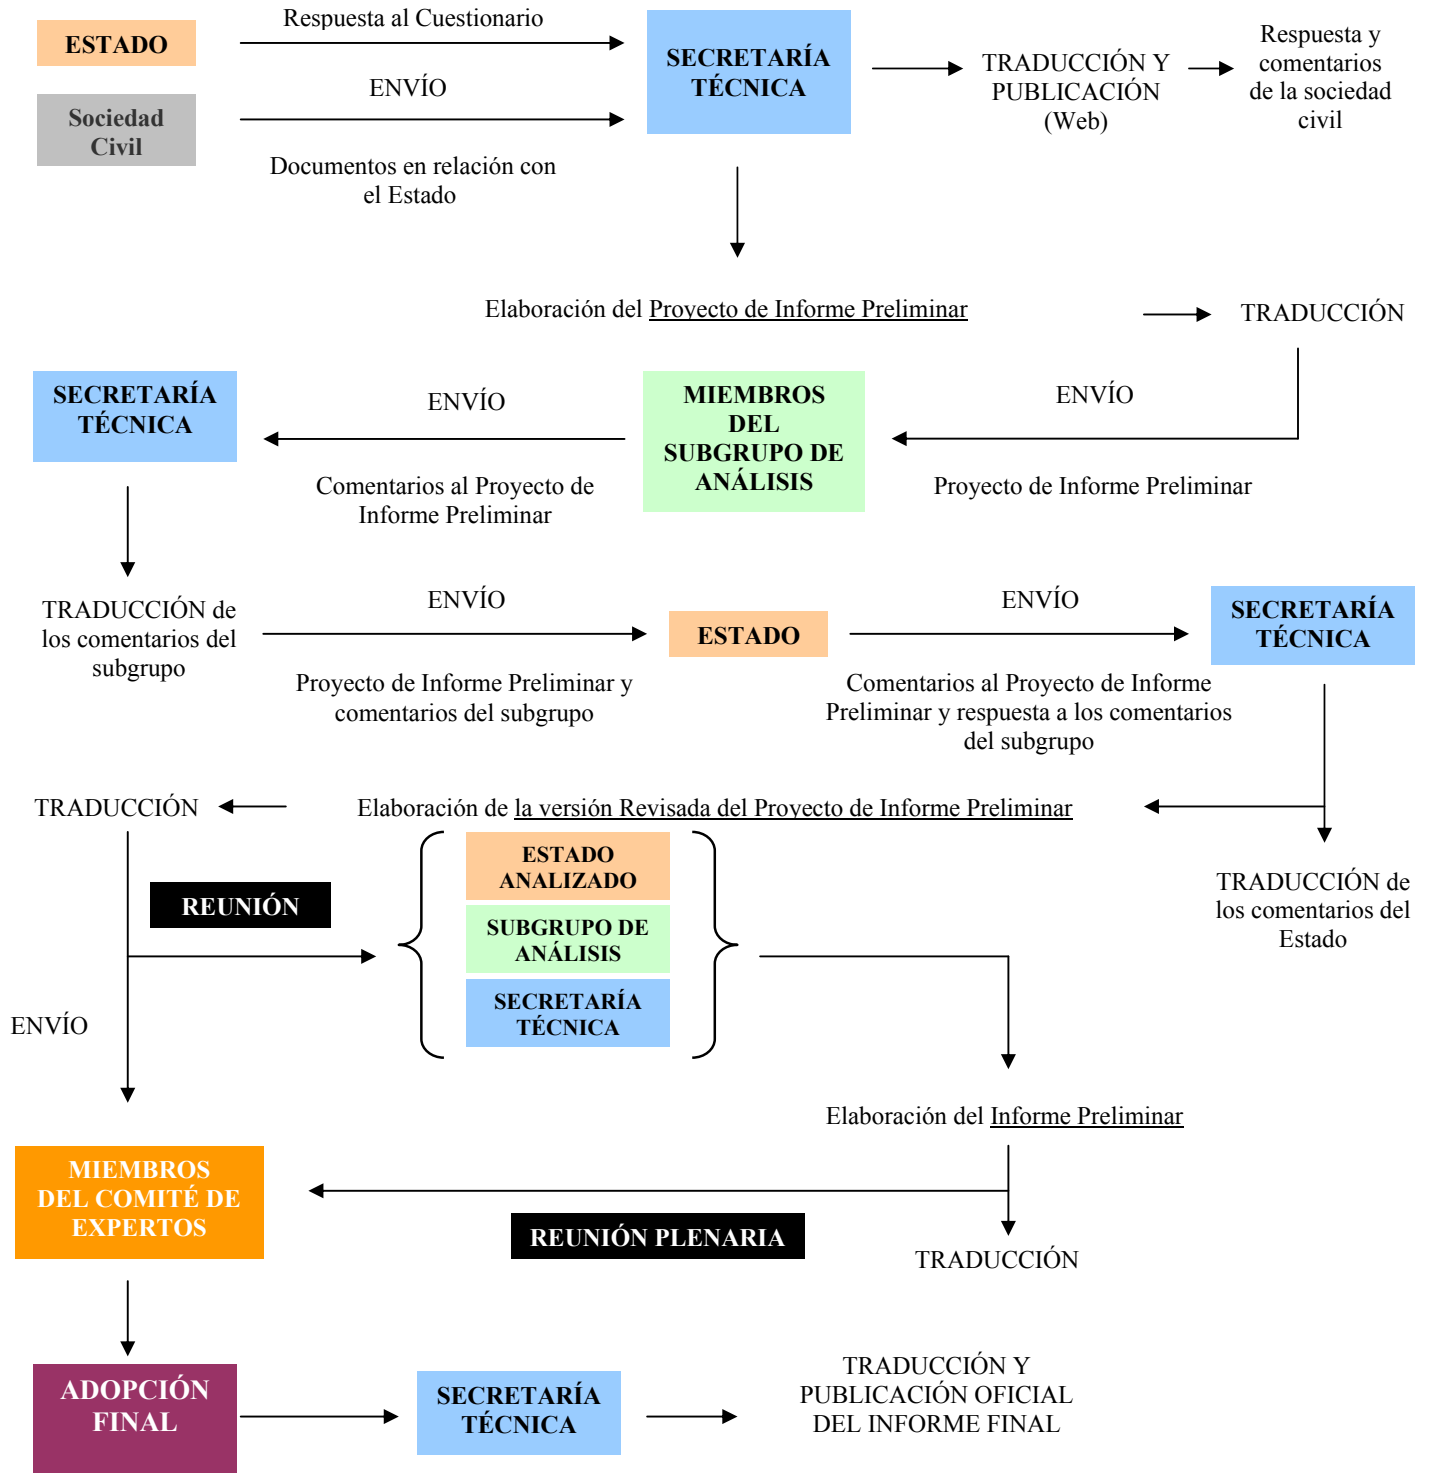 Respuesta al Cuestionario
ESTADO
ENVÍO
Sociedad
Civil
Documentos en relación con
el Estado
SECRETARÍA
TÉCNICA
TRADUCCIÓN Y
PUBLICACIÓN
(Web)
Respuesta y
comentarios
de la sociedad
civil
Elaboración del Proyecto de Informe Preliminar
TRADUCCIÓN
ENVÍO
Proyecto de Informe Preliminar
MIEMBROS
DEL
SUBGRUPO DE
ANÁLISIS
ENVÍO
Comentarios al Proyecto de
Informe Preliminar
SECRETARÍA
TÉCNICA
TRADUCCIÓN de
los comentarios del
subgrupo
ENVÍO
Proyecto de Informe Preliminar y
comentarios del subgrupo
ESTADO
ENVÍO
Comentarios al Proyecto de Informe
Preliminar y respuesta a los comentarios
del subgrupo
SECRETARÍA
TÉCNICA
TRADUCCIÓN de
los comentarios del
Estado
Elaboración de la versión Revisada del Proyecto de Informe Preliminar
TRADUCCIÓN
REUNIÓN
ESTADO
ANALIZADO
SUBGRUPO DE
ANÁLISIS
SECRETARÍA
TÉCNICA
ENVÍO
Elaboración del Informe Preliminar
TRADUCCIÓN
REUNIÓN PLENARIA
MIEMBROS
DEL COMITÉ DE
EXPERTOS
ADOPCIÓN
FINAL
SECRETARÍA
TÉCNICA
TRADUCCIÓN Y
PUBLICACIÓN OFICIAL
DEL INFORME FINAL